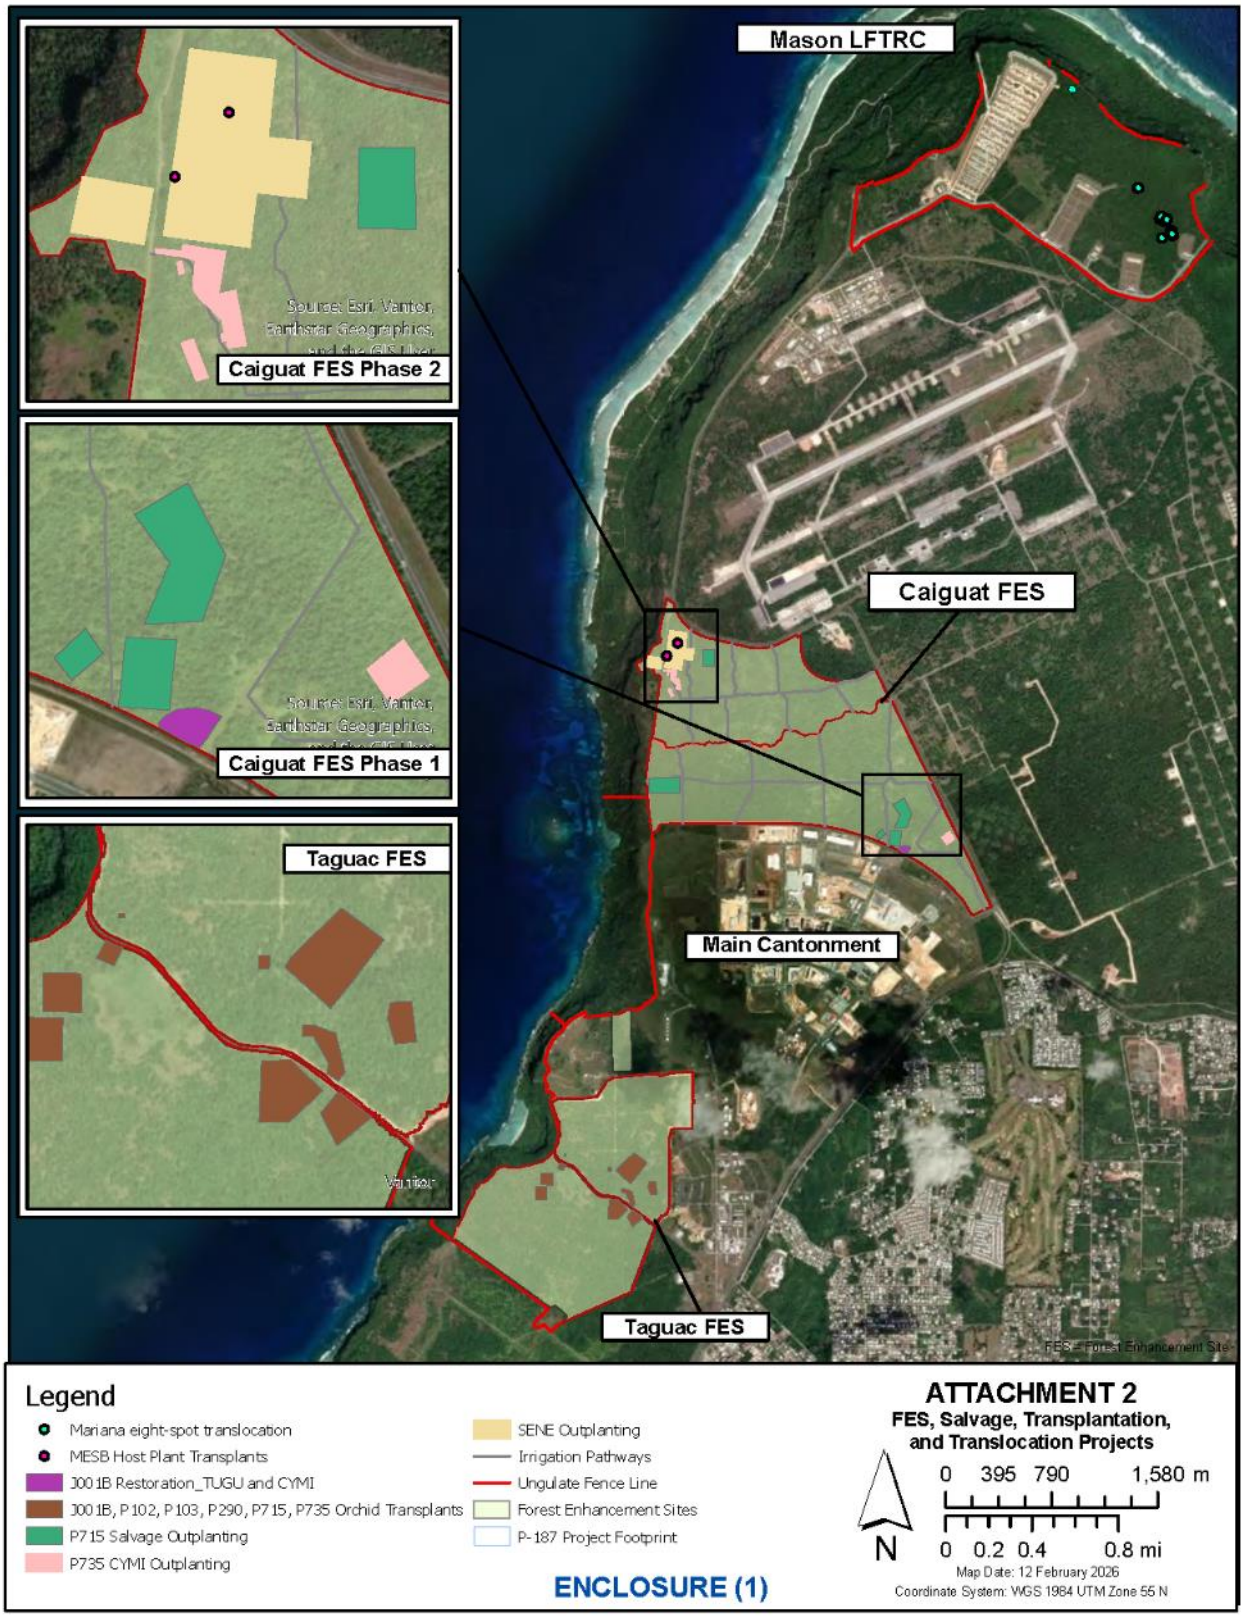 Mason LFTRC
Source: Esri, Vantor,
Earthstar Geographics,
and the GIS User
Caiguat FES Phase 2
Caiguat FES
Source: Esri, Vantor,
Earthstar Geographics,
Caiguat FES Phase 1
Taguac FES
Vantor
Main Cantonment
Taguac FES
FES = Forest Enhancement Site
Legend
Mariana eight-spot translocation
MESB Host Plant Transplants
J001B Restoration_TUGU and CYMI
J001B, P102, P103, P290, P715, P735 Orchid Transplants
P715 Salvage Outplanting
P735 CYMI Outplanting
SENE Outplanting
Irrigation Pathways
Ungulate Fence Line
Forest Enhancement Sites
P-187 Project Footprint
ENCLOSURE (1)
ATTACHMENT 2
FES, Salvage, Transplantation,
and Translocation Projects
0 395 790 1,580 m
N
0 0.2 0.4 0.8 mi
Map Date: 12 February 2026
Coordinate System: WGS 1984 UTM Zone 55 N